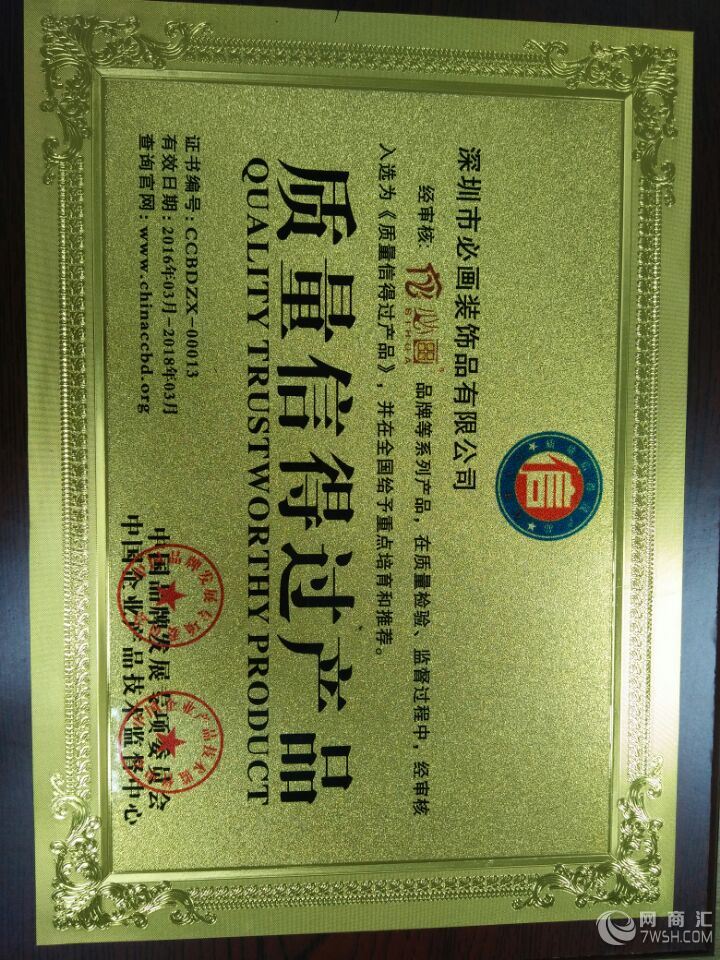 信
深圳市必画装饰品有限公司
经审核：必画 BIHUA 品牌等系列产品，在质量检验、监督过程中，经审核
入选为《质量信得过产品》，并在全国给予重点培育和推荐。
质量信得过产品
QUALITY TRUSTWORTHY PRODUCT
证书编号：CCBDZX-00013
有效日期：2016年03月-2018年03月
查询官网：www.chinaccbd.org
中国品牌发展专项委员会
中国企业产品技术监督中心
网商汇
7WSH.COM